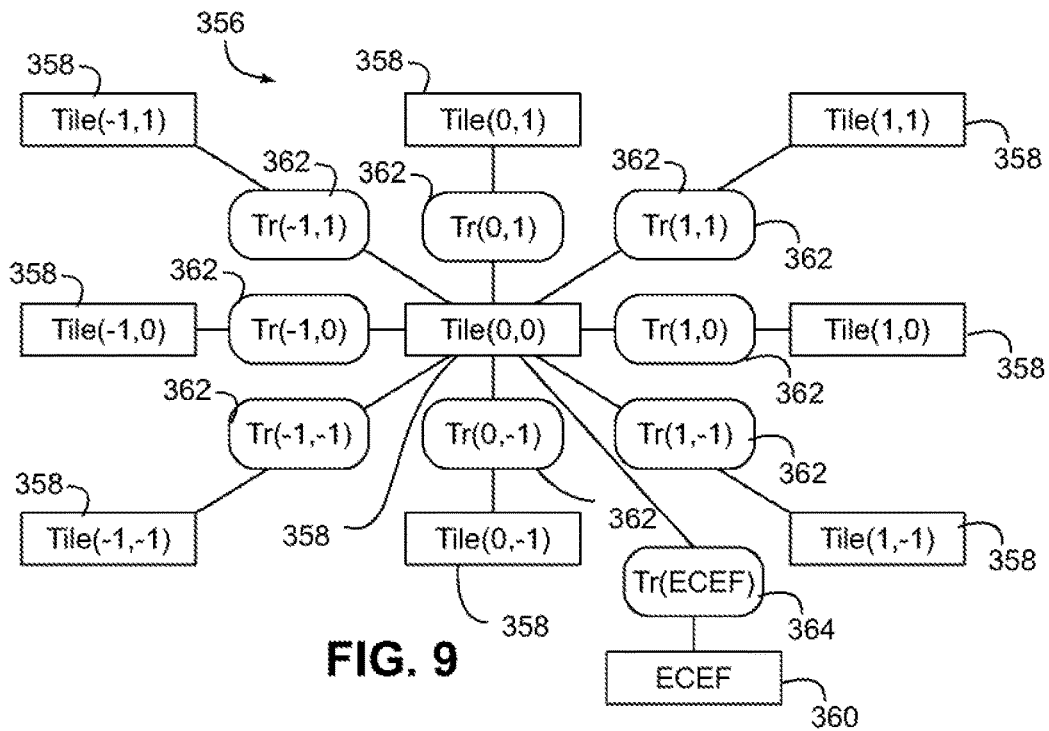 356
358
358
Tile(-1,1)
Tile(0,1)
Tile(1,1)
358
362
362
362
Tr(-1,1)
Tr(0,1)
Tr(1,1)
362
358
362
Tile(-1,0)
Tr(-1,0)
Tile(0,0)
Tr(1,0)
Tile(1,0)
358
362
362
Tr(-1,-1)
Tr(0,-1)
Tr(1,-1)
362
358
358
362
Tile(-1,-1)
Tile(0,-1)
Tile(1,-1)
358
Tr(ECEF)
358
364
FIG. 9
ECEF
360